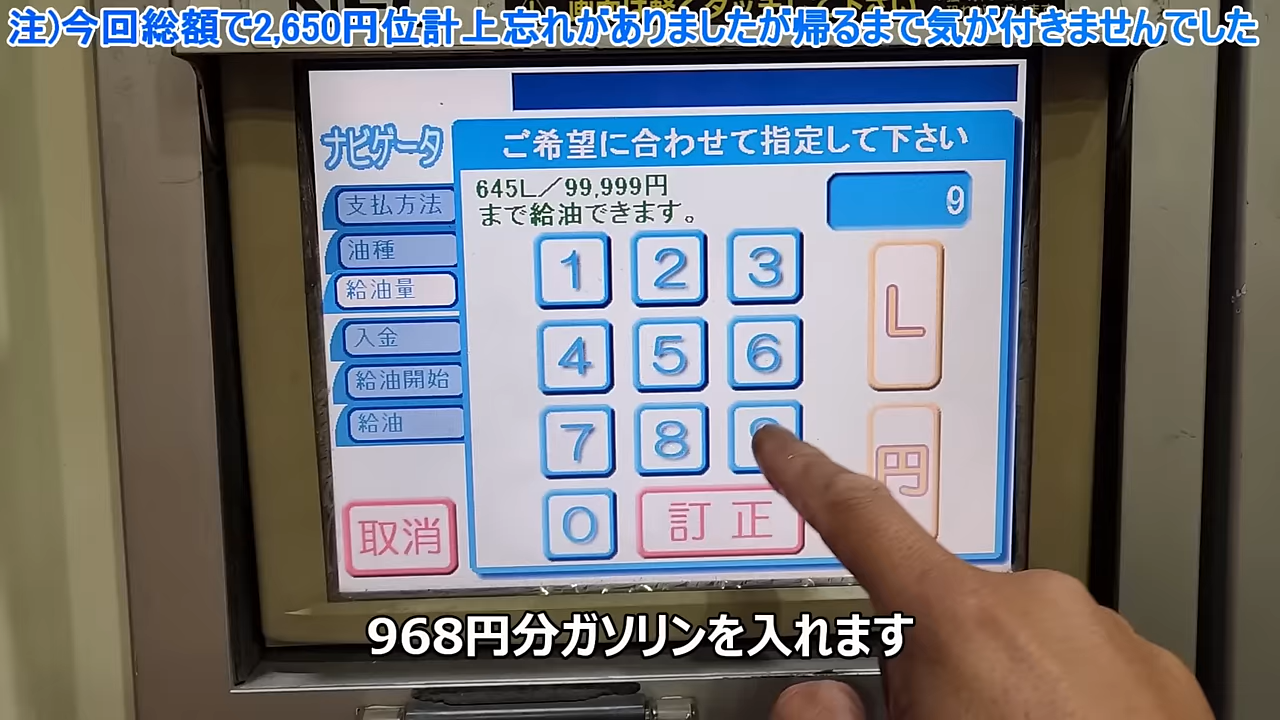 注)今回総額で2,650円位計上忘れがありましたが帰るまで気が付きませんでした
ナビゲータ
ご希望に合わせて指定して下さい
645L／99,999円
まで給油できます。
9
支払方法
油種
給油量
入金
給油開始
給油
1 2 3
4 5 6
7 8 9
0 訂正
L
円
取消
968円分ガソリンを入れます